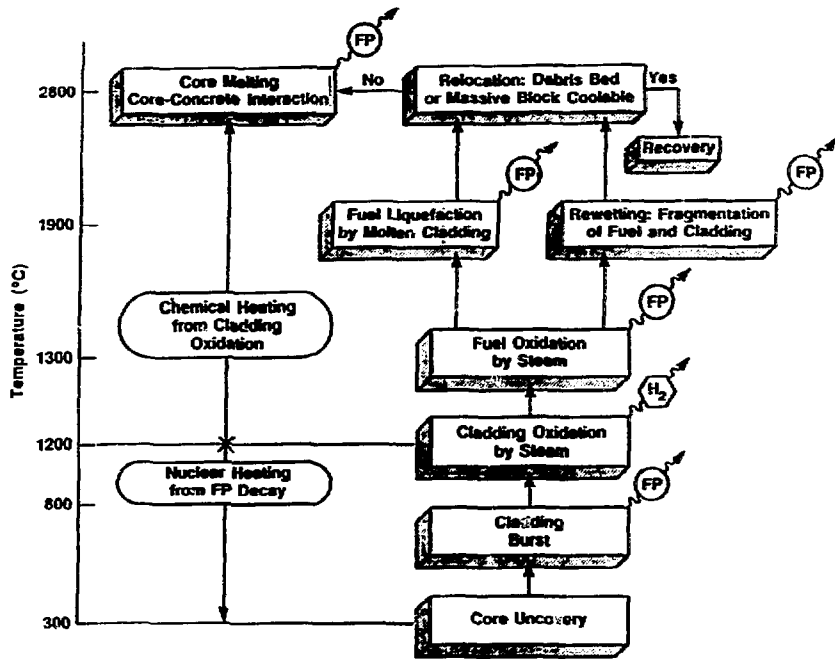 FP
Core Melting
Core-Concrete Interaction
No
Relocation: Debris Bed
or Massive Block Coolable
Yes
2800
Recovery
FP
FP
Fuel Liquefaction
by Molten Cladding
Rewetting: Fragmentation
of Fuel and Cladding
1900
Temperature (°C)
Chemical Heating
from Cladding
Oxidation
FP
Fuel Oxidation
by Steam
1300
H2
Cladding Oxidation
by Steam
1200
Nuclear Heating
from FP Decay
FP
800
Cladding
Burst
Core Uncovery
300